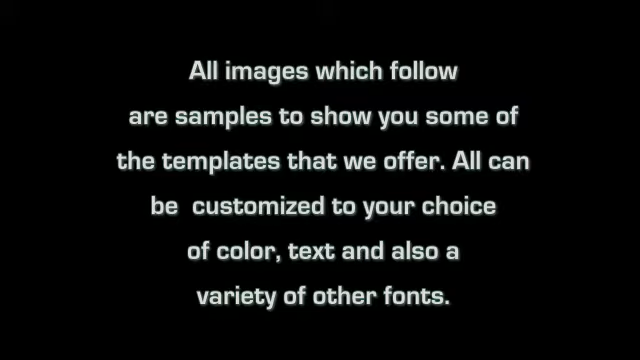 All images which follow
are samples to show you some of
the templates that we offer. All can
be  customized to your choice
of color, text and also a
variety of other fonts.